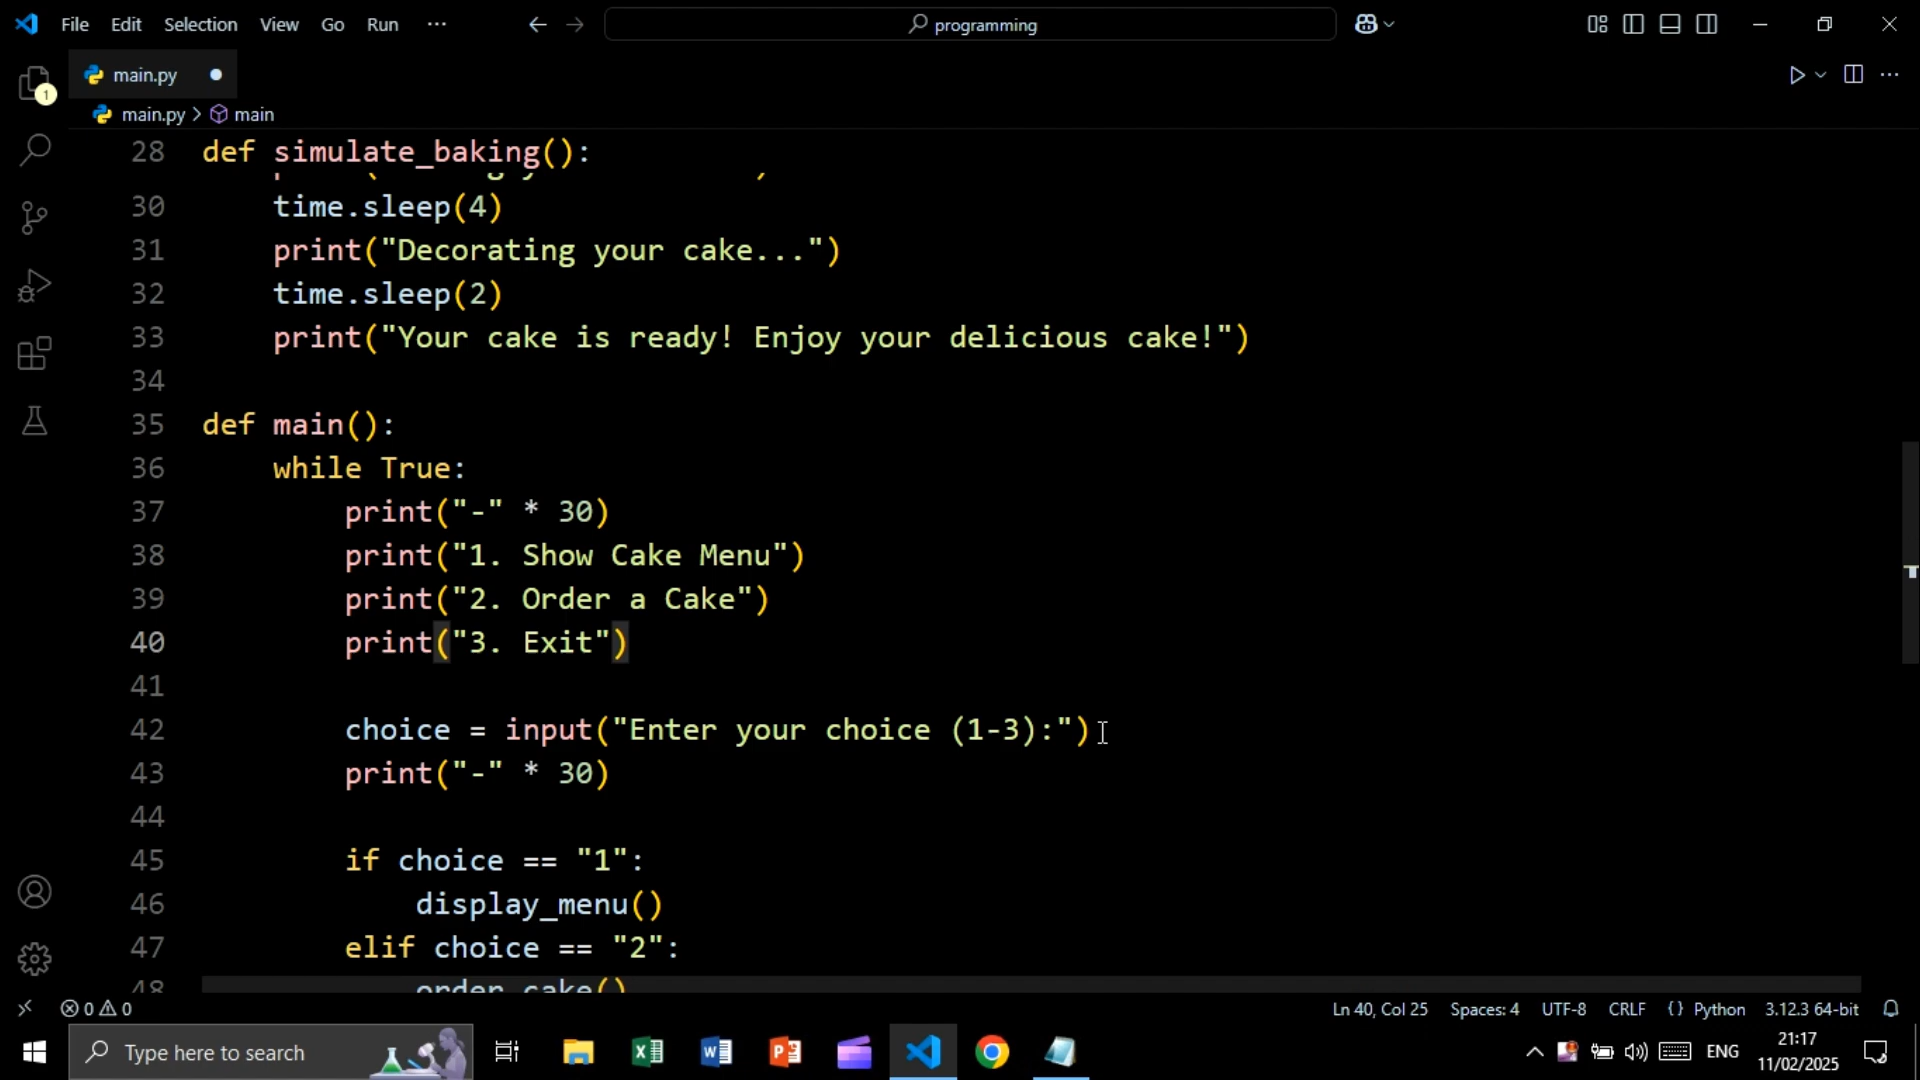 File Edit Selection View Go Run ··· programming
main.py
main.py > main
28 def simulate_baking():
30 time.sleep(4)
31 print("Decorating your cake...")
32 time.sleep(2)
33 print("Your cake is ready! Enjoy your delicious cake!")
34
35 def main():
36 while True:
37 print("-" * 30)
38 print("1. Show Cake Menu")
39 print("2. Order a Cake")
40 print("3. Exit")
41
42 choice = input("Enter your choice (1-3):")
43 print("-" * 30)
44
45 if choice == "1":
46 display_menu()
47 elif choice == "2":
48 order_cake()
1
0 0 Ln 40, Col 25 Spaces: 4 UTF-8 CRLF {} Python 3.12.3 64-bit
Type here to search ENG 21:17
11/02/2025